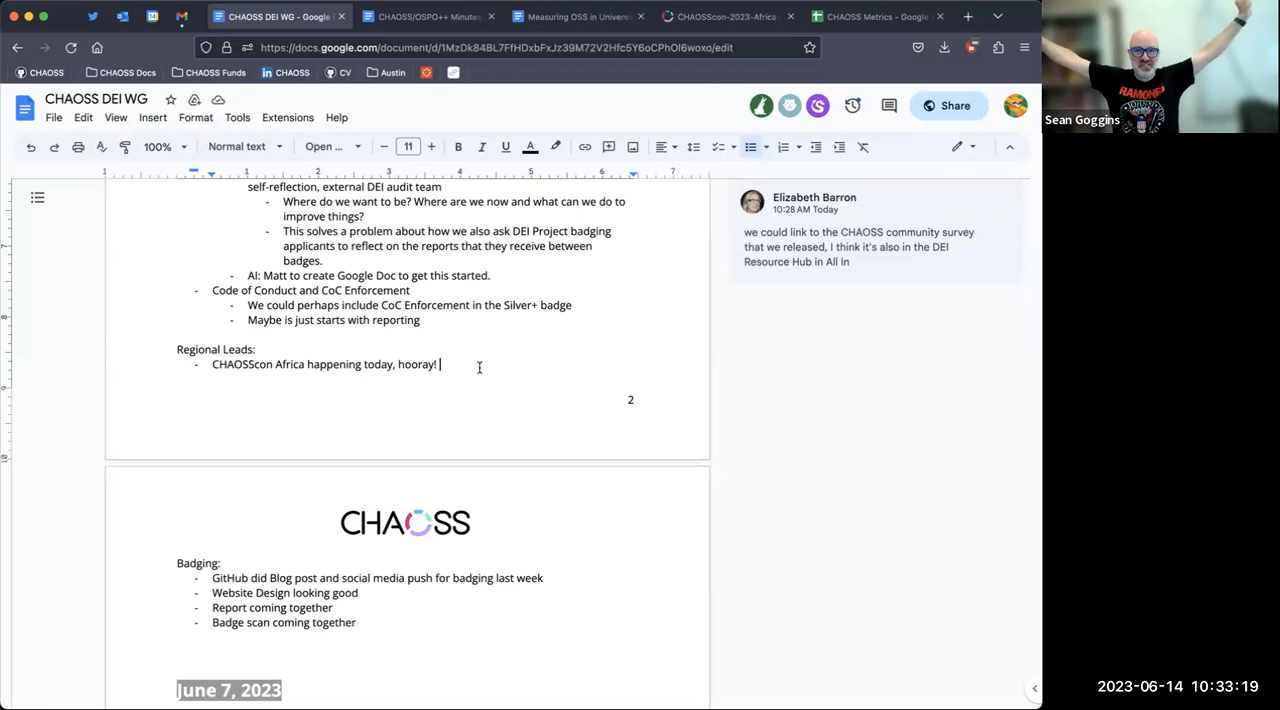 CHAOSS DEI WG - Google
CHAOSS/OSPO++ Minutes
Measuring OSS in Universi
CHAOSScon-2023-Africa
CHAOSS Metrics - Google
https://docs.google.com/document/d/1MzDk84BL7FfHDxbFxJz39M72V2Hfc5Y6oCPhOl6woxo/edit
CHAOSS
CHAOSS Docs
CHAOSS Funds
CHAOSS
CV
Austin
CHAOSS DEI WG
File Edit View Insert Format Tools Extensions Help
Share
100% Normal text Open ... 11
1 1 2 3 4 5 6 7
self-reflection, external DEI audit team
- Where do we want to be? Where are we now and what can we do to
improve things?
- This solves a problem about how we also ask DEI Project badging
applicants to reflect on the reports that they receive between
badges.
- AI: Matt to create Google Doc to get this started.
- Code of Conduct and CoC Enforcement
- We could perhaps include CoC Enforcement in the Silver+ badge
- Maybe is just starts with reporting
Regional Leads:
- CHAOSScon Africa happening today, hooray!
2
CHAOSS
Badging:
- GitHub did Blog post and social media push for badging last week
- Website Design looking good
- Report coming together
- Badge scan coming together
June 7, 2023
Elizabeth Barron
10:28 AM Today
we could link to the CHAOSS community survey
that we released, I think it's also in the DEI
Resource Hub in All In
RAMONES
Sean Goggins
2023-06-14 10:33:19